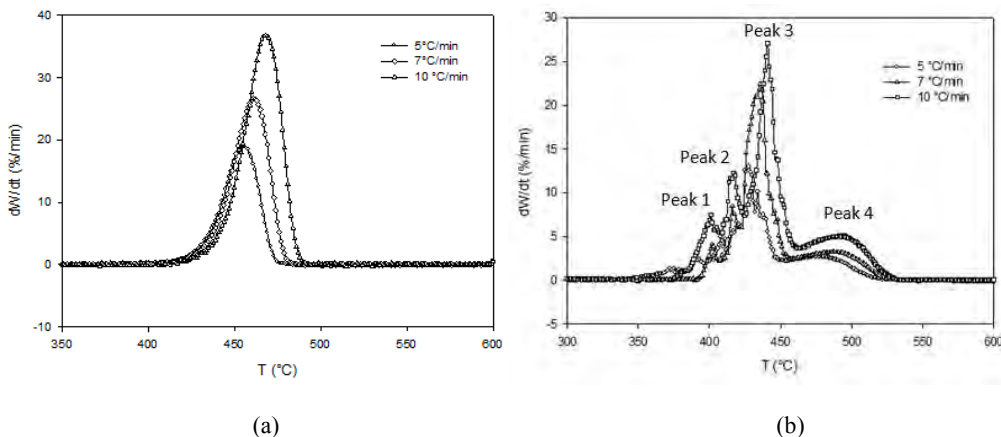 40
30
20
10
0
-10
dW/dt (%/min)
5°C/min
7°C/min
10 °C/min
350 400 450 500 550 600
T (°C)
(a)
30
25
20
15
10
5
0
-5
dW/dt (%/min)
Peak 3
5 °C/min
7 °C/min
10 °C/min
Peak 2
Peak 1
Peak 4
300 350 400 450 500 550 600
T (°C)
(b)